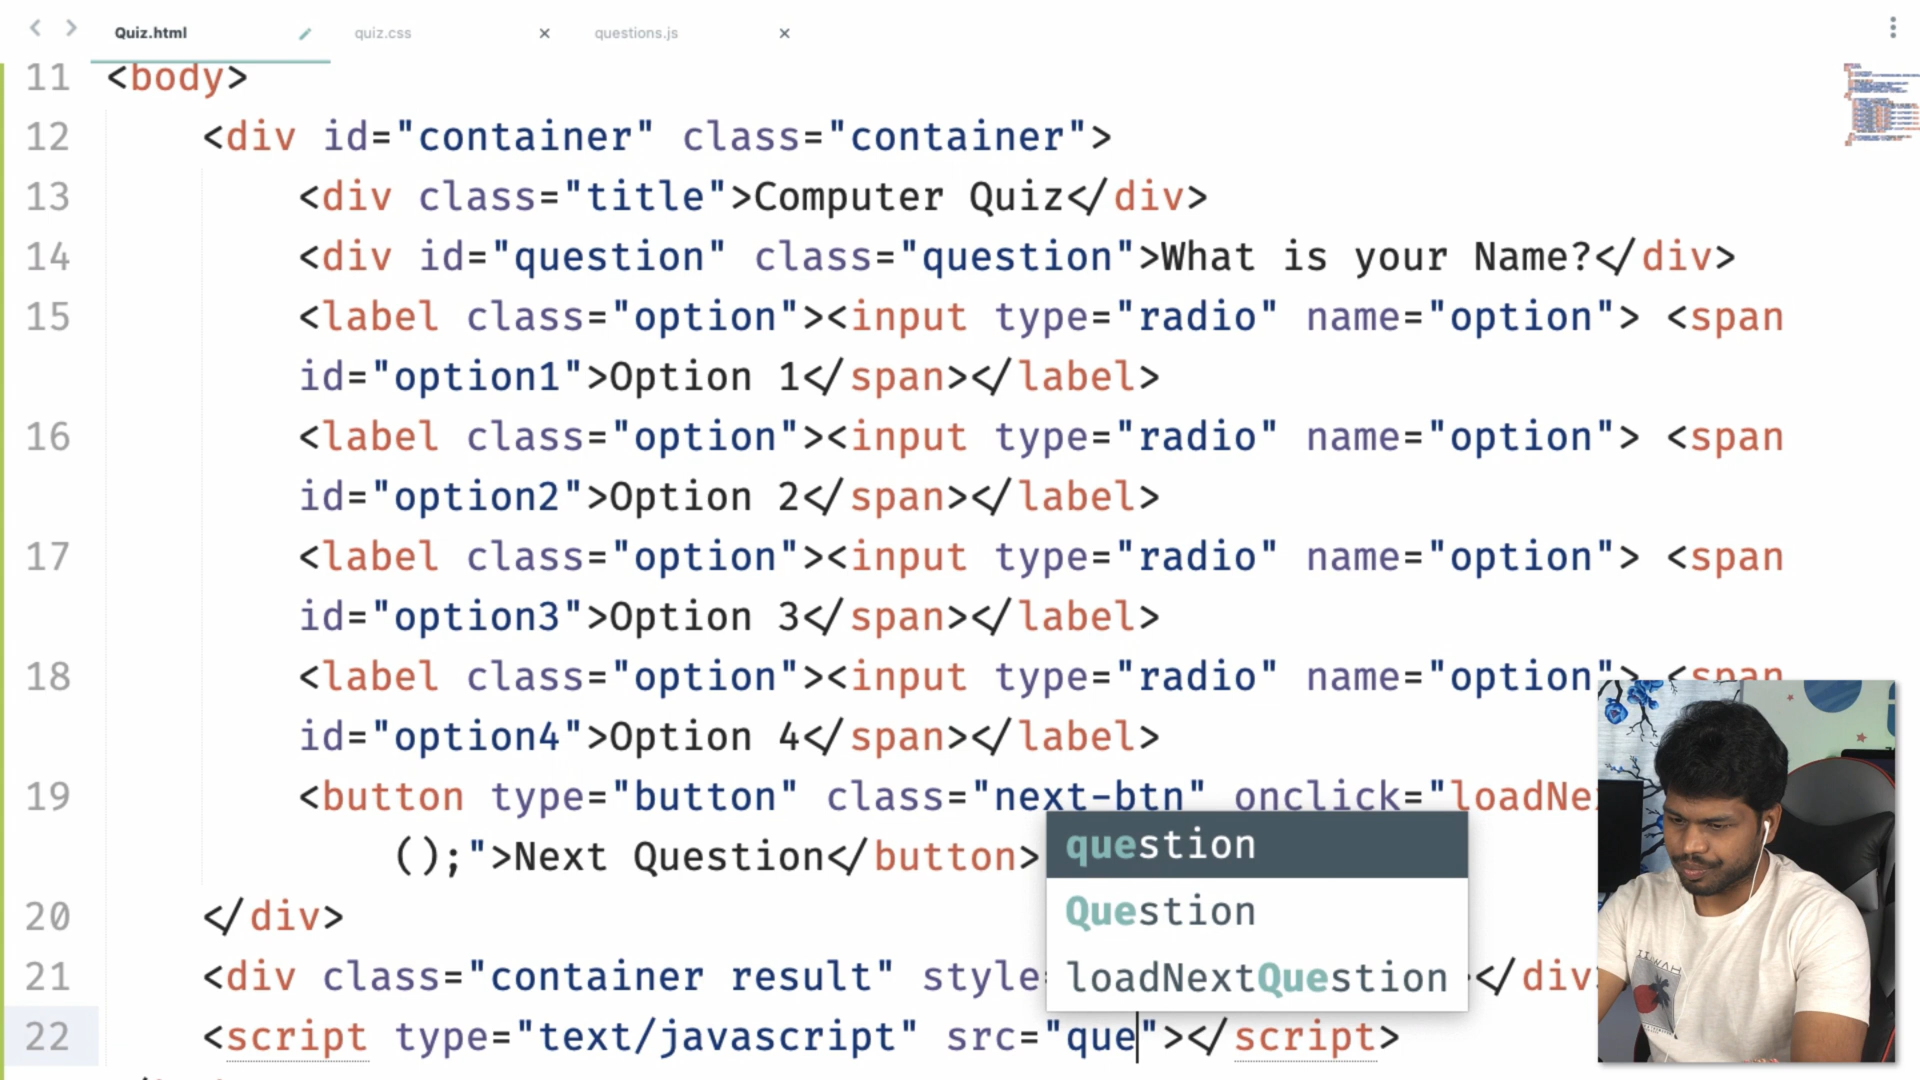 Quiz.html quiz.css questions.js
11 <body>
12 <div id="container" class="container">
13 <div class="title">Computer Quiz</div>
14 <div id="question" class="question">What is your Name?</div>
15 <label class="option"><input type="radio" name="option"> <span
id="option1">Option 1</span></label>
16 <label class="option"><input type="radio" name="option"> <span
id="option2">Option 2</span></label>
17 <label class="option"><input type="radio" name="option"> <span
id="option3">Option 3</span></label>
18 <label class="option"><input type="radio" name="option"> <span
id="option4">Option 4</span></label>
19 <button type="button" class="next-btn" onclick="loadNe
();">Next Question</button>
question
Question
loadNextQuestion
20 </div>
21 <div class="container result" style </div
22 <script type="text/javascript" src="que"></script>